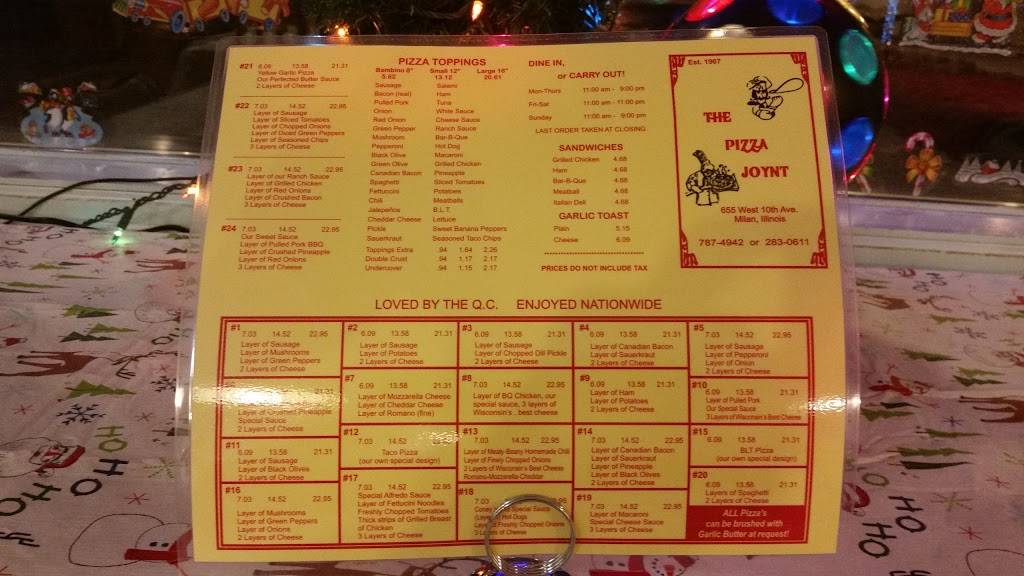 #21 6.09 13.58 21.31
Yellow Garlic Pizza
Our Perfected Butter Sauce
2 Layers of Cheese
#22 7.03 14.52 22.95
Layer of Sausage
Layer of Sliced Tomatoes
Layer of Chopped Onions
Layer of Diced Green Peppers
Layer of Seasoned Chips
3 Layers of Cheese
#23 7.03 14.52 22.95
Layer of our Ranch Sauce
Layer of Grilled Chicken
Layer of Red Onions
Layer of Crushed Bacon
3 Layers of Cheese
#24 7.03 14.52 22.95
Our Sweet Sauce
Layer of Pulled Pork BBQ
Layer of Crushed Pineapple
Layer of Red Onions
3 Layers of Cheese
PIZZA TOPPINGS
Bambino 8" Small 12" Large 16"
5.62 13.12 20.61
Sausage Salami
Bacon (real) Ham
Pulled Pork Tuna
Onion White Sauce
Red Onion Cheese Sauce
Green Pepper Ranch Sauce
Mushroom Bar-B-Que
Pepperoni Hot Dog
Black Olive Macaroni
Green Olive Grilled Chicken
Canadian Bacon Pineapple
Spaghetti Sliced Tomatoes
Fettuccini Potatoes
Chili Meatballs
Jalapeños B.L.T.
Cheddar Cheese Lettuce
Pickle Sweet Banana Peppers
Sauerkraut Seasoned Taco Chips
Toppings Extra .94 1.64 2.26
Double Crust .94 1.17 2.17
Undercover .94 1.15 2.17
DINE IN,
or CARRY OUT!
Mon-Thurs 11:00 am - 9:00 pm
Fri-Sat 11:00 am - 11:00 pm
Sunday 11:00 am - 9:00 pm
LAST ORDER TAKEN AT CLOSING
SANDWICHES
Grilled Chicken 4.68
Ham 4.68
Bar-B-Que 4.68
Meatball 4.68
Italian Deli 4.68
GARLIC TOAST
Plain 5.15
Cheese 6.09
PRICES DO NOT INCLUDE TAX
Est. 1967
THE
PIZZA
JOYNT
655 West 10th Ave.
Milan, Illinois
787-4942 or 283-0611
LOVED BY THE Q.C. ENJOYED NATIONWIDE
#1
7.03 14.52 22.95
Layer of Sausage
Layer of Mushrooms
Layer of Green Peppers
2 Layers of Cheese
#2
6.09 13.58 21.31
Layer of Sausage
Layer of Potatoes
2 Layers of Cheese
#3
6.09 13.58 21.31
Layer of Sausage
Layer of Chopped Dill Pickle
2 Layers of Cheese
#4
6.09 13.58 21.31
Layer of Canadian Bacon
Layer of Sauerkraut
2 Layers of Cheese
#5
7.03 14.52 22.95
Layer of Sausage
Layer of Pepperoni
Layer of Onion
2 Layers of Cheese
21.31
Layer of Crushed Pineapple
Special Sauce
2 Layers of Cheese
#7
6.09 13.58 21.31
Layer of Mozzarella Cheese
Layer of Cheddar Cheese
Layer of Romano (fine)
#8
7.03 14.52 22.95
Layer of BQ Chicken, our
special sauce, 3 layers of
Wisconsin's , best cheese
#9
6.09 13.58 21.31
Layer of Ham
Layer of Potatoes
2 Layers of Cheese
#10
6.09 13.58 21.31
Layer of Pulled Pork
Our Special Sauce
3 Layers of Wisconsin's Best Cheese
#11
6.09 13.58 21.31
Layer of Sausage
Layer of Black Olives
2 Layers of Cheese
#12
7.03 14.52 22.95
Taco Pizza
(our own special design)
#13
7.03 14.52 22.95
Layer of Meaty-Beany Homemade Chili
Layer of Finely Chopped Onions
2 Layers of Wisconsin's Best Cheese
Romano-Mozzarella-Cheddar
#14
7.03 14.52 22.95
Layer of Canadian Bacon
Layer of Sauerkraut
Layer of Pineapple
Layer of Black Olives
2 Layers of Cheese
#15
6.09 13.58 21.31
BLT Pizza
(our own special design)
#16
7.03 14.52 22.95
Layer of Mushrooms
Layer of Green Peppers
Layer of Onions
2 Layers of Cheese
#17
7.03 14.52 22.95
Special Alfredo Sauce
Layer of Fettucini Noodles
Freshly Chopped Tomatoes
Thick strips of Grilled Breast
of Chicken
3 Layers of Cheese
#18
7.03 22.95
Special Sauce
Dogs
Freshly Chopped Onions
3 Layers of Cheese
#19
7.03 14.52 22.95
Layer of Macaroni
Special Cheese Sauce
3 Layers of Cheese
#20
6.09 13.58 21.31
Layers of Spaghetti
2 Layers of Cheese
ALL Pizza's
can be brushed with
Garlic Butter at request!
HO
HO
HO
HO
HO
HO